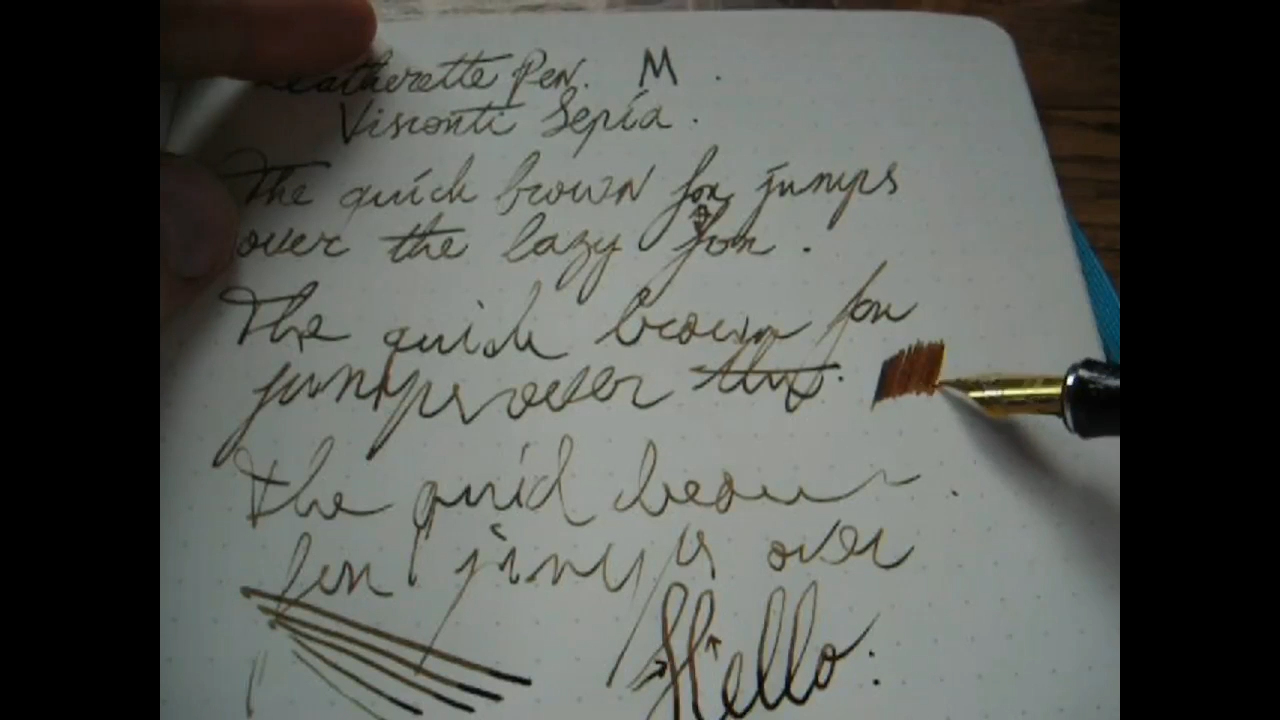 Leatherette Pen. M.
Visconti Sepia.
The quick brown fox jumps
over the lazy fox.
The quick brown fox
jumps over the
The quick brown
fox jumps over
Hello.